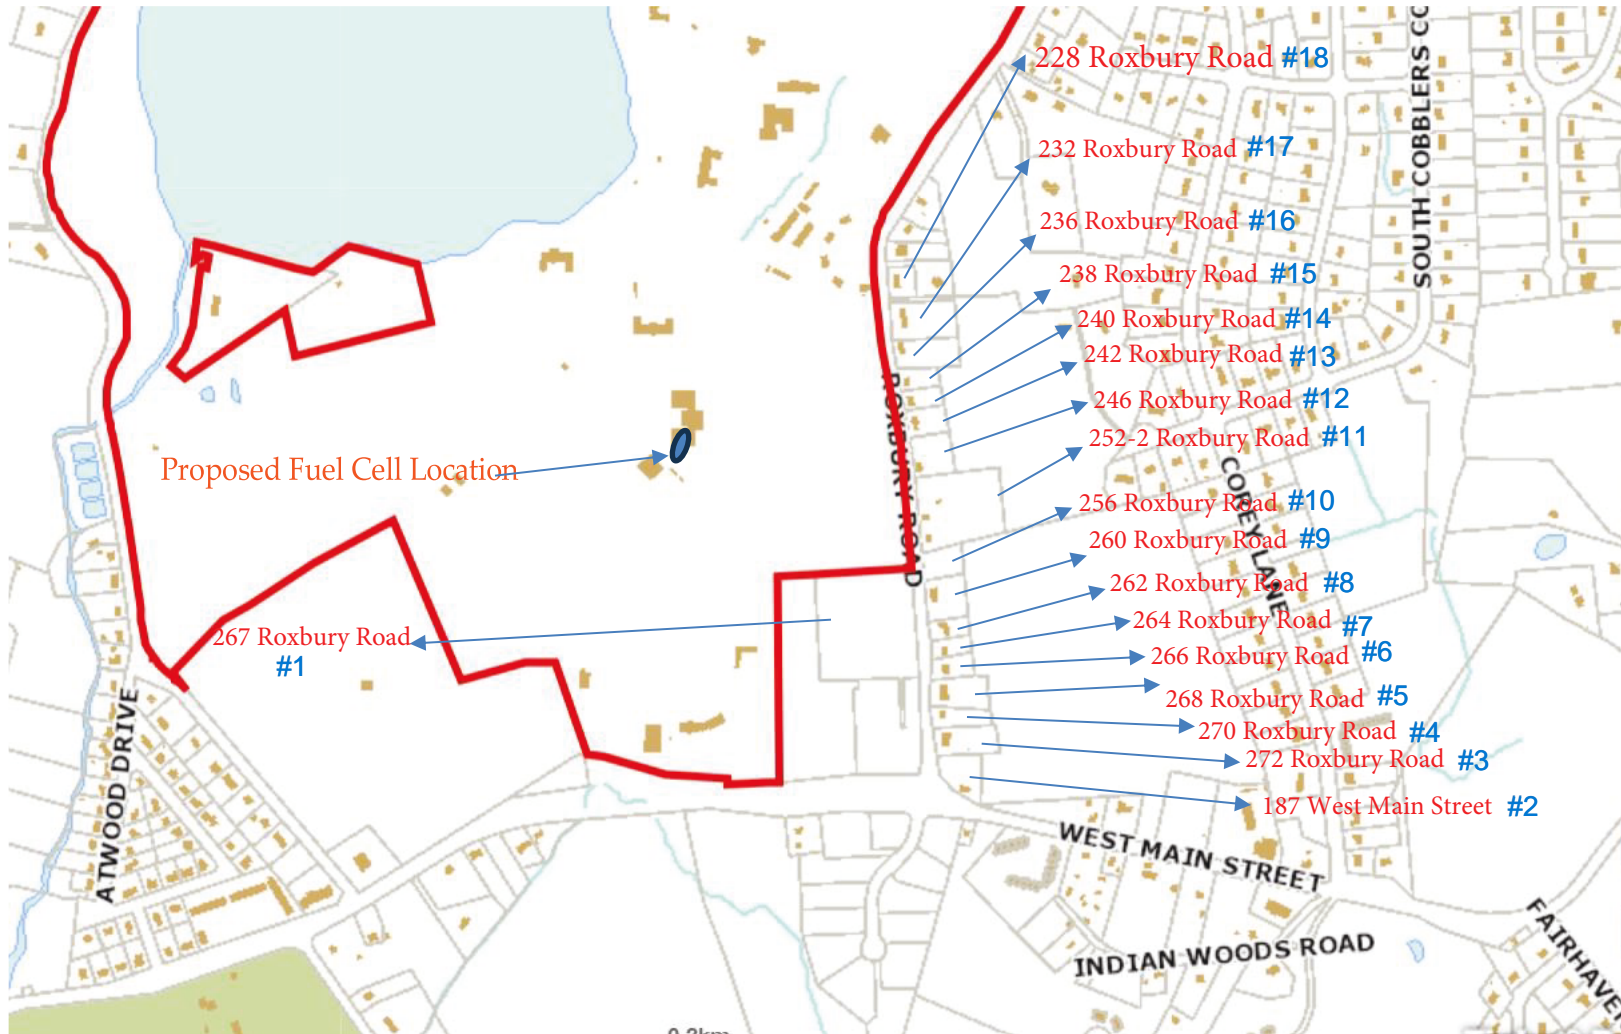 228 Roxbury Road #18
SOUTH COBBLERS CO
232 Roxbury Road #17
236 Roxbury Road #16
238 Roxbury Road #15
240 Roxbury Road #14
242 Roxbury Road #13
246 Roxbury Road #12
252-2 Roxbury Road #11
ROXBURY ROAD
Proposed Fuel Cell Location
COREY LANE
256 Roxbury Road #10
260 Roxbury Road #9
262 Roxbury Road #8
264 Roxbury Road #7
267 Roxbury Road
#1
266 Roxbury Road #6
268 Roxbury Road #5
270 Roxbury Road #4
272 Roxbury Road #3
187 West Main Street #2
ATWOOD DRIVE
WEST MAIN STREET
INDIAN WOODS ROAD
FAIRHAVE